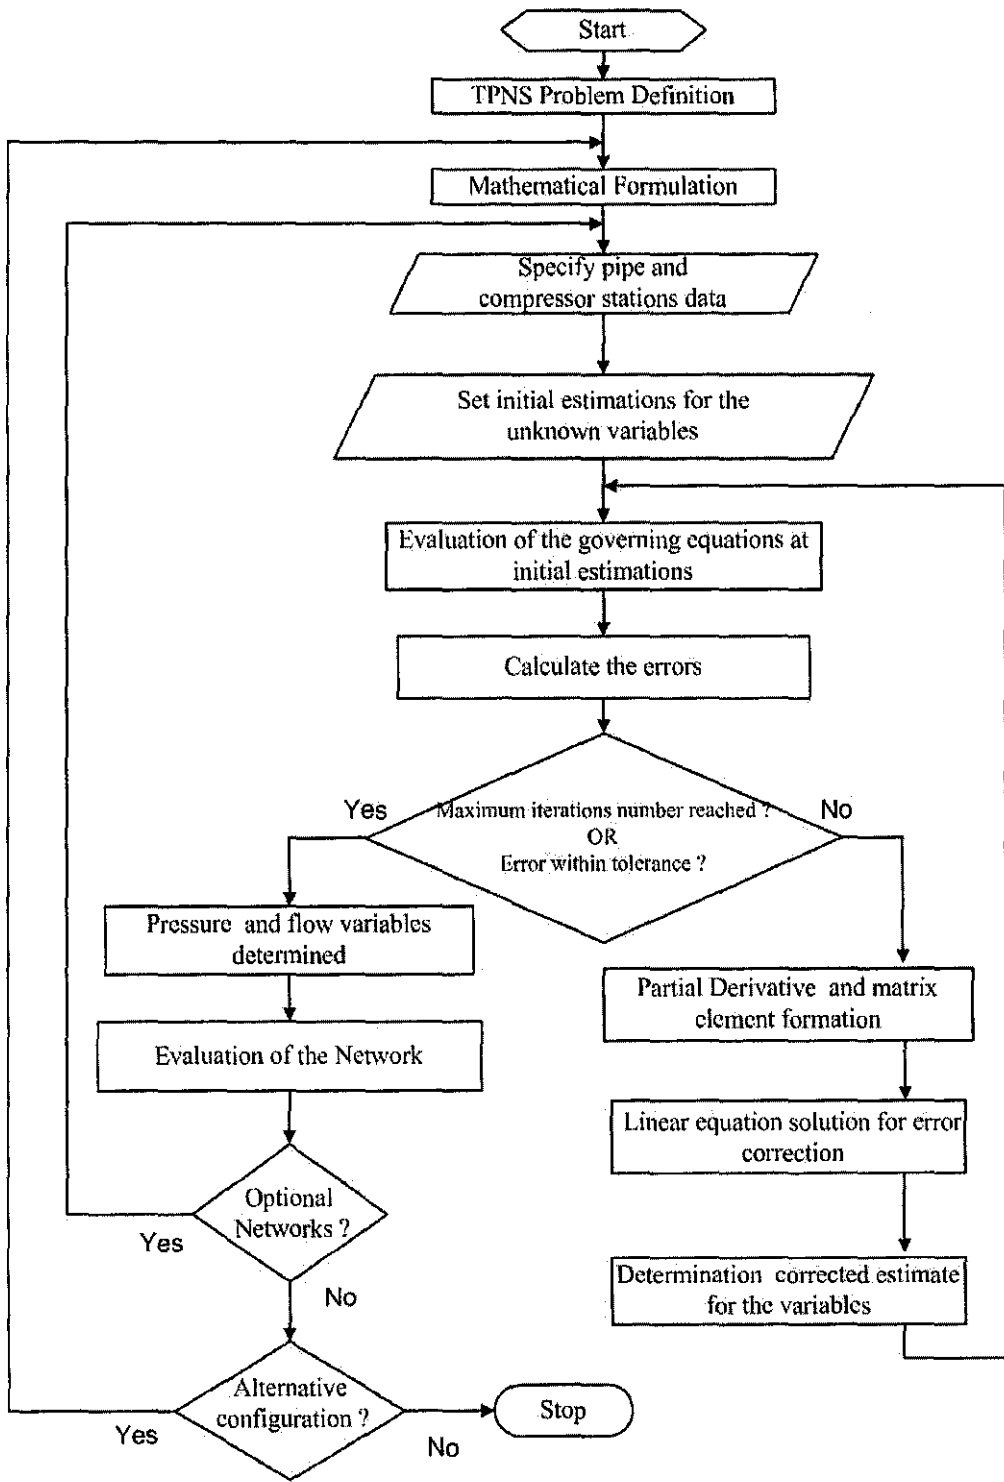 Start
TPNS Problem Definition
Mathematical Formulation
Specify pipe and
compressor stations data
Set initial estimations for the
unknown variables
Evaluation of the governing equations at
initial estimations
Calculate the errors
Yes
Maximum iterations number reached ?
No
OR
Error within tolerance ?
Pressure and flow variables
determined
Evaluation of the Network
Optional
Networks ?
Yes
No
Alternative
configuration ?
Yes
No
Stop
Partial Derivative and matrix
element formation
Linear equation solution for error
correction
Determination corrected estimate
for the variables